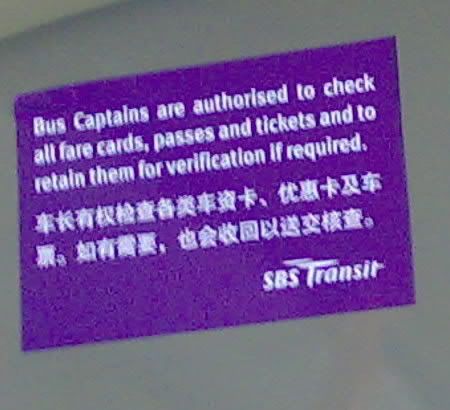 Bus Captains are authorised to check
all fare cards, passes and tickets and to
retain them for verification if required.
车长有权检查各类车资卡、优惠卡及车
票。如有需要，也会收回以送交核查。
SBS Transit